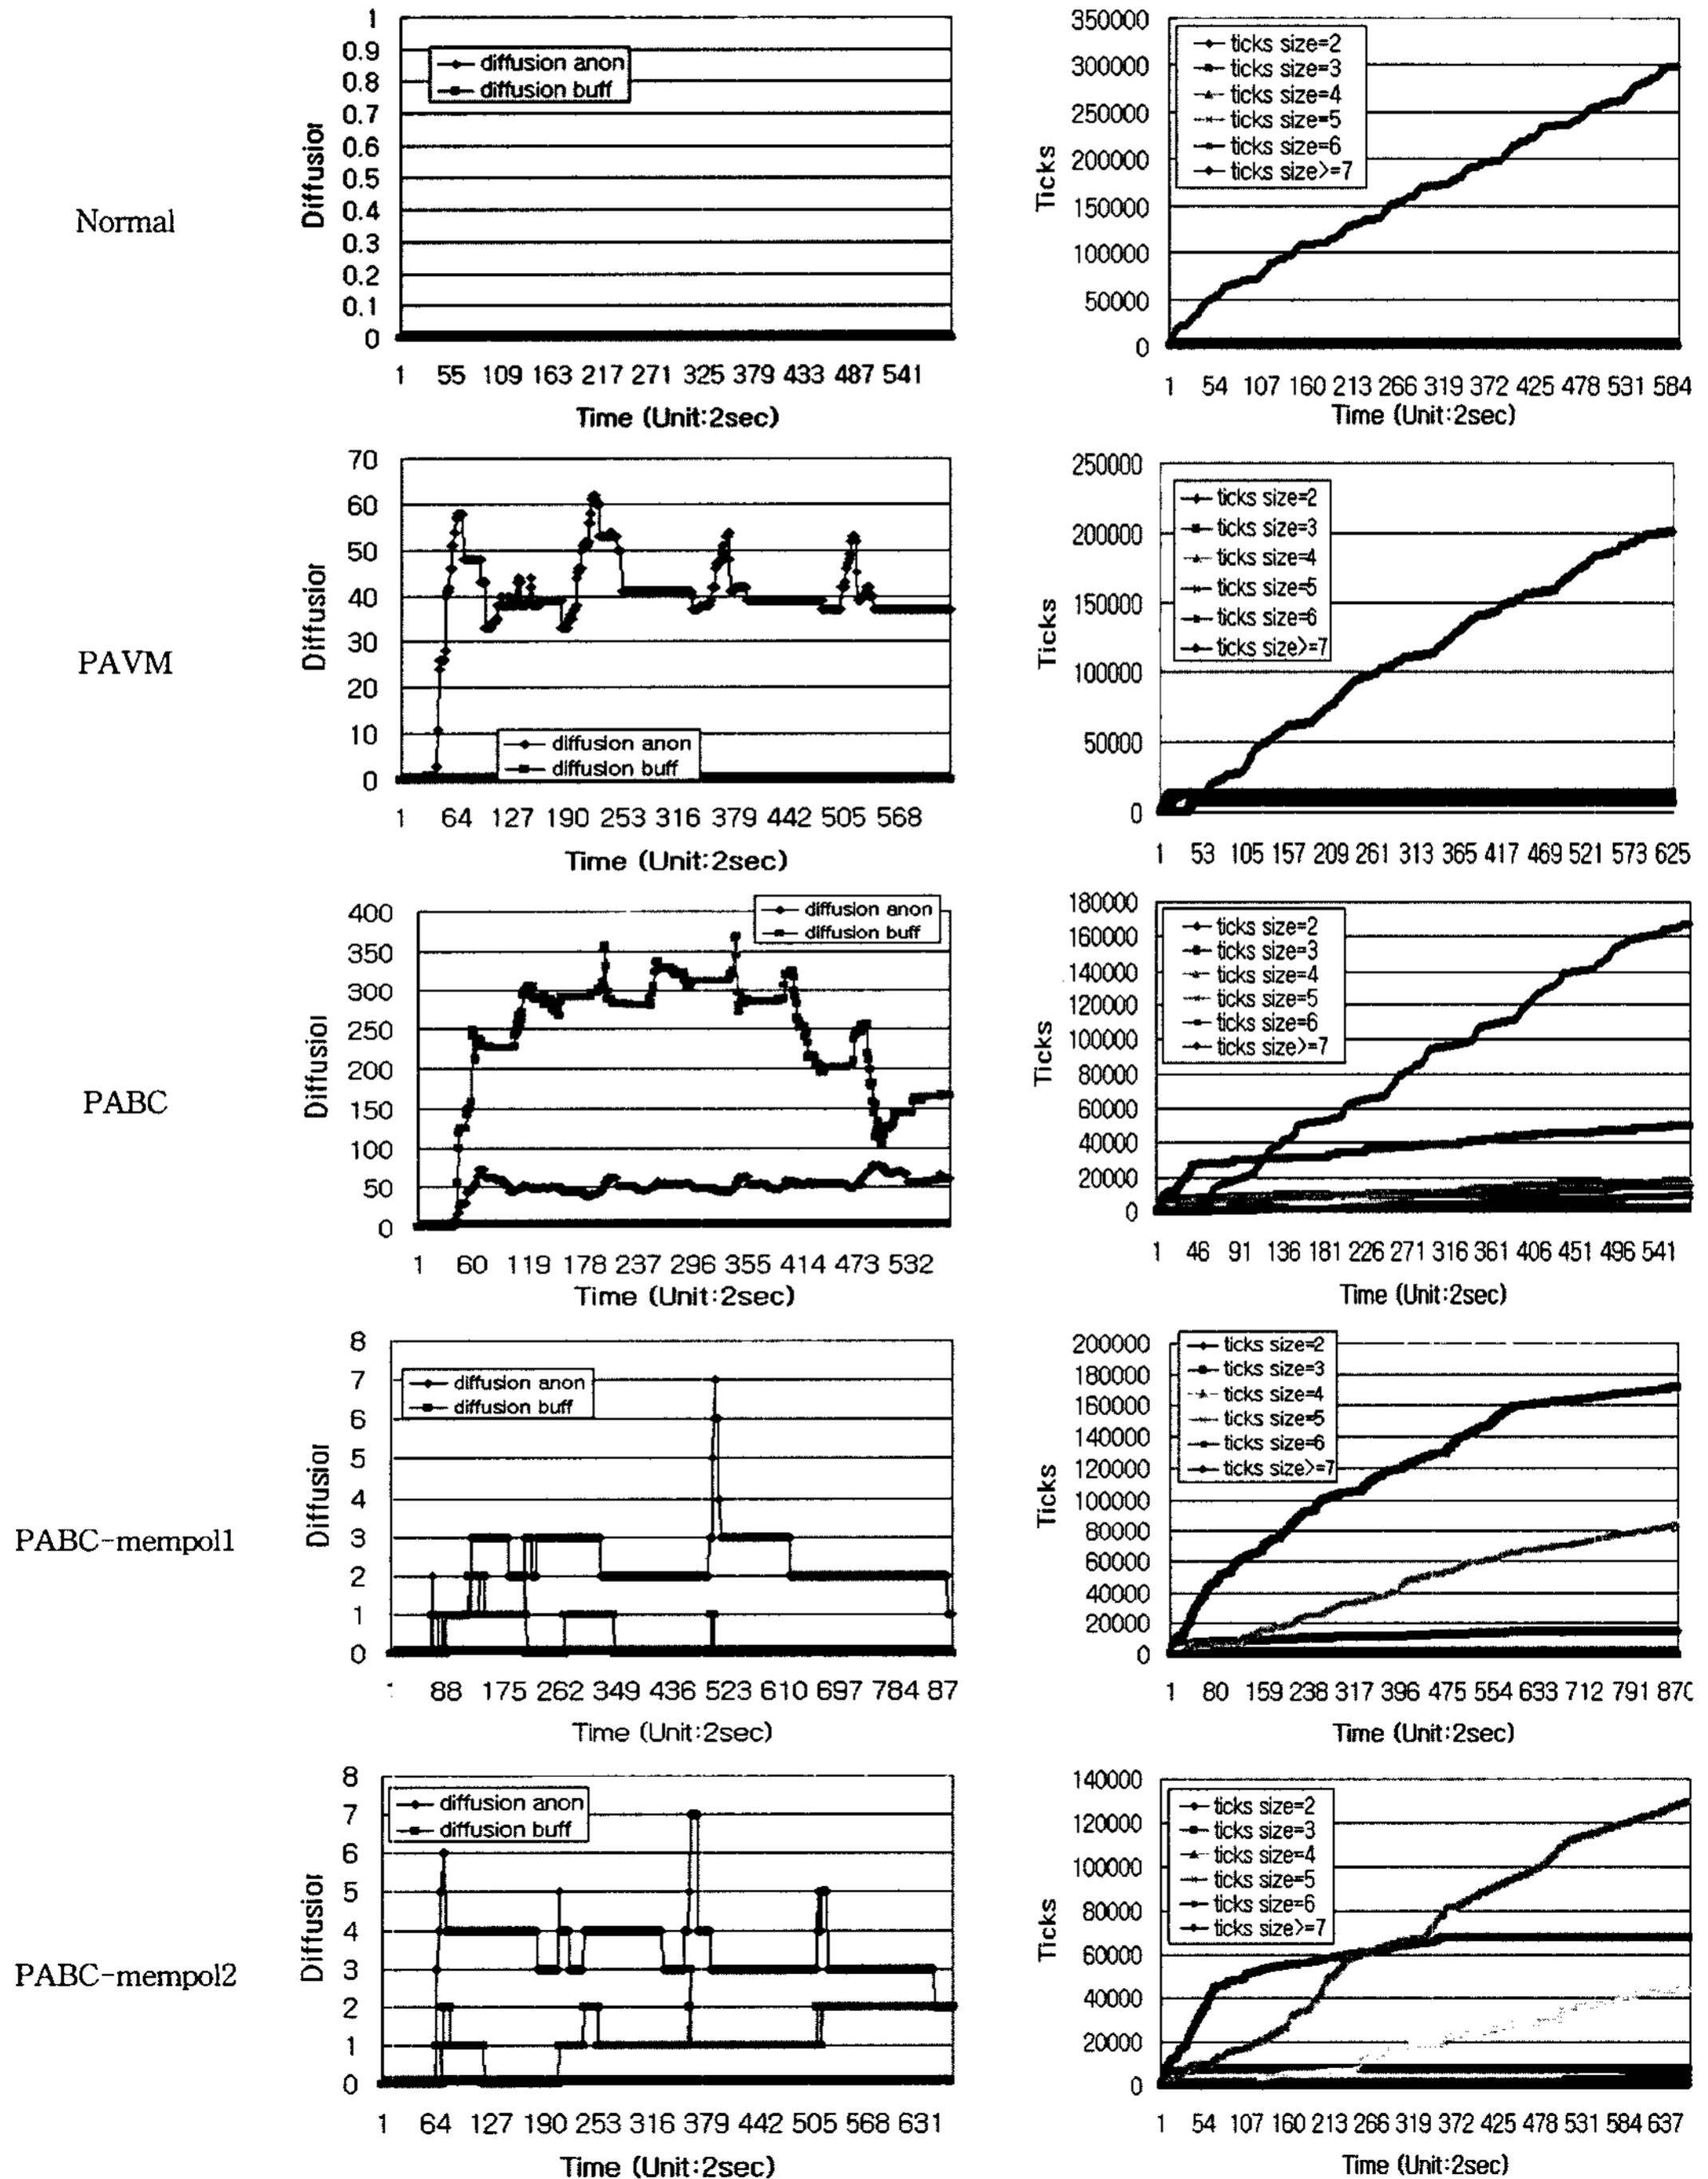 Normal
1
0.9
0.8
0.7
0.6
0.5
0.4
0.3
0.2
0.1
0
Diffusior
diffusion anon
diffusion buff
1 55 109 163 217 271 325 379 433 487 541
Time (Unit:2sec)
350000
300000
250000
200000
150000
100000
50000
0
Ticks
ticks size=2
ticks size=3
ticks size=4
ticks size=5
ticks size=6
ticks size>=7
1 54 107 160 213 266 319 372 425 478 531 584
Time (Unit:2sec)
PAVM
70
60
50
40
30
20
10
0
Diffusior
diffusion anon
diffusion buff
1 64 127 190 253 316 379 442 505 568
Time (Unit:2sec)
250000
200000
150000
100000
50000
0
Ticks
ticks size=2
ticks size=3
ticks size=4
ticks size=5
ticks size=6
ticks size>=7
1 53 105 157 209 261 313 365 417 469 521 573 625
PABC
400
350
300
250
200
150
100
50
0
Diffusior
diffusion anon
diffusion buff
1 60 119 178 237 296 355 414 473 532
Time (Unit:2sec)
180000
160000
140000
120000
100000
80000
60000
40000
20000
0
Ticks
ticks size=2
ticks size=3
ticks size=4
ticks size=5
ticks size=6
ticks size>=7
1 46 91 136 181 226 271 316 361 406 451 496 541
Time (Unit:2sec)
PABC-mempol1
8
7
6
5
4
3
2
1
0
Diffusior
diffusion anon
diffusion buff
88 175 262 349 436 523 610 697 784 87
Time (Unit:2sec)
200000
180000
160000
140000
120000
100000
80000
60000
40000
20000
0
Ticks
ticks size=2
ticks size=3
ticks size=4
ticks size=5
ticks size=6
ticks size>=7
1 80 159 238 317 396 475 554 633 712 791 870
Time (Unit:2sec)
PABC-mempol2
8
7
6
5
4
3
2
1
0
Diffusior
diffusion anon
diffusion buff
1 64 127 190 253 316 379 442 505 568 631
Time (Unit:2sec)
140000
120000
100000
80000
60000
40000
20000
0
Ticks
ticks size=2
ticks size=3
ticks size=4
ticks size=5
ticks size=6
ticks size>=7
1 54 107 160 213 266 319 372 425 478 531 584 637
Time (Unit:2sec)